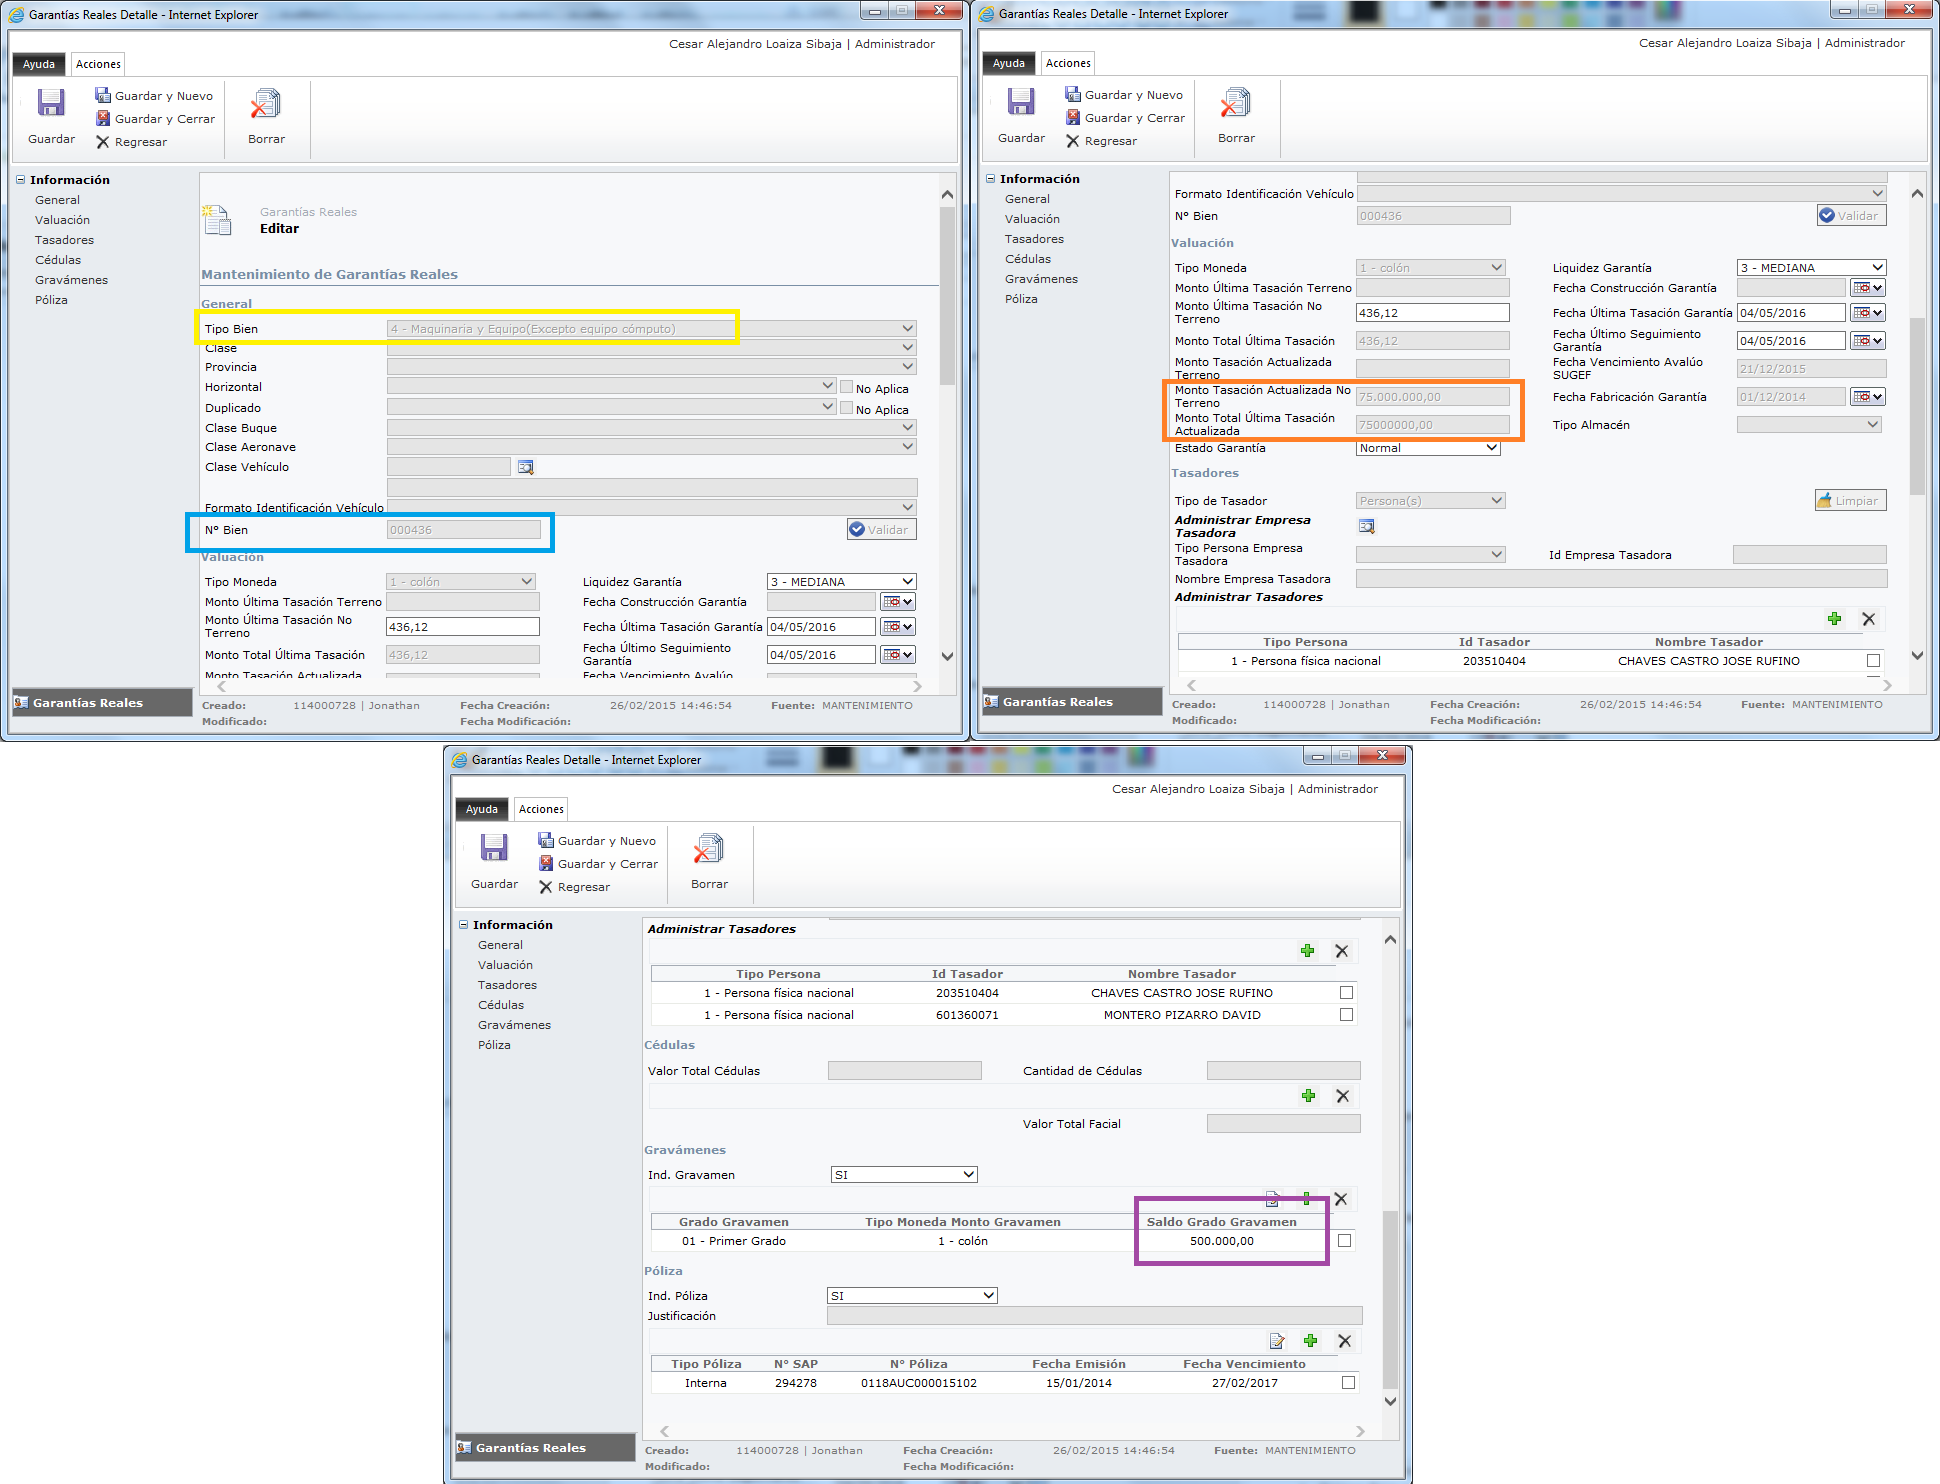 Garantías Reales Detalle - Internet Explorer
Cesar Alejandro Loaiza Sibaja | Administrador
Ayuda
Acciones
Guardar
Guardar y Nuevo
Guardar y Cerrar
Regresar
Borrar
Información
General
Valuación
Tasadores
Cédulas
Gravámenes
Póliza
Garantías Reales
Garantías Reales
Editar
Mantenimiento de Garantías Reales
General
Tipo Bien 4 - Maquinaria y Equipo(Excepto equipo cómputo)
Clase
Provincia
Horizontal No Aplica
Duplicado No Aplica
Clase Buque
Clase Aeronave
Clase Vehículo
Formato Identificación Vehículo
N° Bien 000436 Validar
Valuación
Tipo Moneda 1 - colón Liquidez Garantía 3 - MEDIANA
Monto Última Tasación Terreno Fecha Construcción Garantía
Monto Última Tasación No Terreno 436,12 Fecha Última Tasación Garantía 04/05/2016
Monto Total Última Tasación 436,12 Fecha Último Seguimiento Garantía 04/05/2016
Monto Tasación Actualizada Fecha Vencimiento Avalúo
Creado: 114000728 | Jonathan Fecha Creación: 26/02/2015 14:46:54 Fuente: MANTENIMIENTO
Modificado: Fecha Modificación:
Garantías Reales Detalle - Internet Explorer
Cesar Alejandro Loaiza Sibaja | Administrador
Ayuda
Acciones
Guardar
Guardar y Nuevo
Guardar y Cerrar
Regresar
Borrar
Información
General
Valuación
Tasadores
Cédulas
Gravámenes
Póliza
Garantías Reales
Formato Identificación Vehículo
N° Bien 000436 Validar
Valuación
Tipo Moneda 1 - colón Liquidez Garantía 3 - MEDIANA
Monto Última Tasación Terreno Fecha Construcción Garantía
Monto Última Tasación No Terreno 436,12 Fecha Última Tasación Garantía 04/05/2016
Monto Total Última Tasación 436,12 Fecha Último Seguimiento Garantía 04/05/2016
Monto Tasación Actualizada Terreno Fecha Vencimiento Avalúo SUGEF 21/12/2015
Monto Tasación Actualizada No Terreno 75.000.000,00 Fecha Fabricación Garantía 01/12/2014
Monto Total Última Tasación Actualizada 75000000,00 Tipo Almacén
Estado Garantía Normal
Tasadores
Tipo de Tasador Persona(s) Limpiar
Administrar Empresa Tasadora
Tipo Persona Empresa Tasadora Id Empresa Tasadora
Nombre Empresa Tasadora
Administrar Tasadores
Tipo Persona Id Tasador Nombre Tasador
1 - Persona física nacional 203510404 CHAVES CASTRO JOSE RUFINO
Creado: 114000728 | Jonathan Fecha Creación: 26/02/2015 14:46:54 Fuente: MANTENIMIENTO
Modificado: Fecha Modificación:
Garantías Reales Detalle - Internet Explorer
Cesar Alejandro Loaiza Sibaja | Administrador
Ayuda
Acciones
Guardar
Guardar y Nuevo
Guardar y Cerrar
Regresar
Borrar
Información
General
Valuación
Tasadores
Cédulas
Gravámenes
Póliza
Garantías Reales
Administrar Tasadores
Tipo Persona Id Tasador Nombre Tasador
1 - Persona física nacional 203510404 CHAVES CASTRO JOSE RUFINO
1 - Persona física nacional 601360071 MONTERO PIZARRO DAVID
Cédulas
Valor Total Cédulas Cantidad de Cédulas
Valor Total Facial
Gravámenes
Ind. Gravamen SI
Grado Gravamen Tipo Moneda Monto Gravamen Saldo Grado Gravamen
01 - Primer Grado 1 - colón 500.000,00
Póliza
Ind. Póliza SI
Justificación
Tipo Póliza N° SAP N° Póliza Fecha Emisión Fecha Vencimiento
Interna 294278 0118AUC000015102 15/01/2014 27/02/2017
Creado: 114000728 | Jonathan Fecha Creación: 26/02/2015 14:46:54 Fuente: MANTENIMIENTO
Modificado: Fecha Modificación: